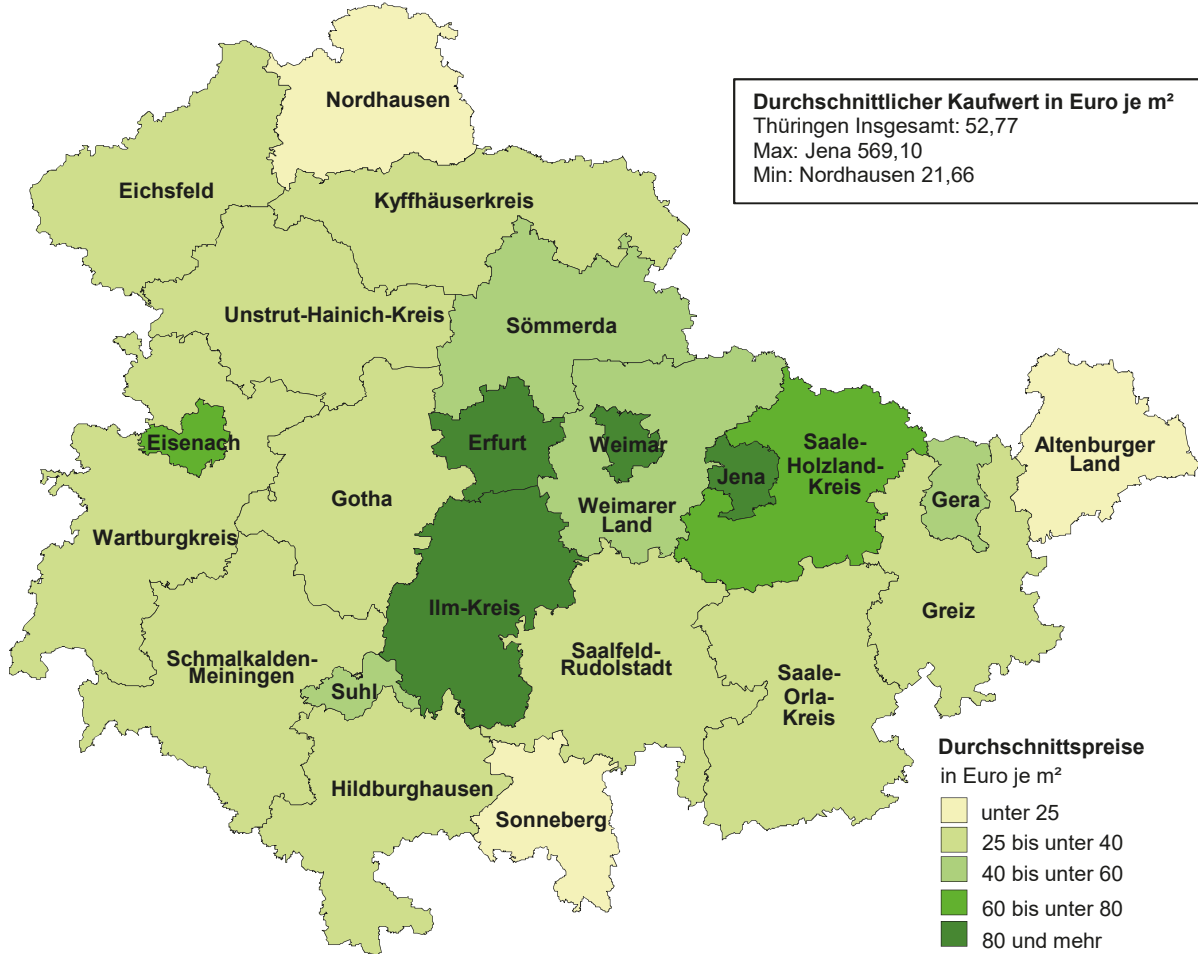 Nordhausen
Durchschnittlicher Kaufwert in Euro je m²
Thüringen Insgesamt: 52,77
Max: Jena 569,10
Min: Nordhausen 21,66
Eichsfeld
Kyffhäuserkreis
Unstrut-Hainich-Kreis
Sömmerda
Eisenach
Erfurt
Weimar
Saale-
Holzland-
Kreis
Altenburger
Land
Jena
Gotha
Gera
Weimarer
Land
Wartburgkreis
Ilm-Kreis
Greiz
Schmalkalden-
Meiningen
Saalfeld-
Rudolstadt
Suhl
Saale-
Orla-
Kreis
Hildburghausen
Sonneberg
Durchschnittspreise
in Euro je m²
unter 25
25 bis unter 40
40 bis unter 60
60 bis unter 80
80 und mehr